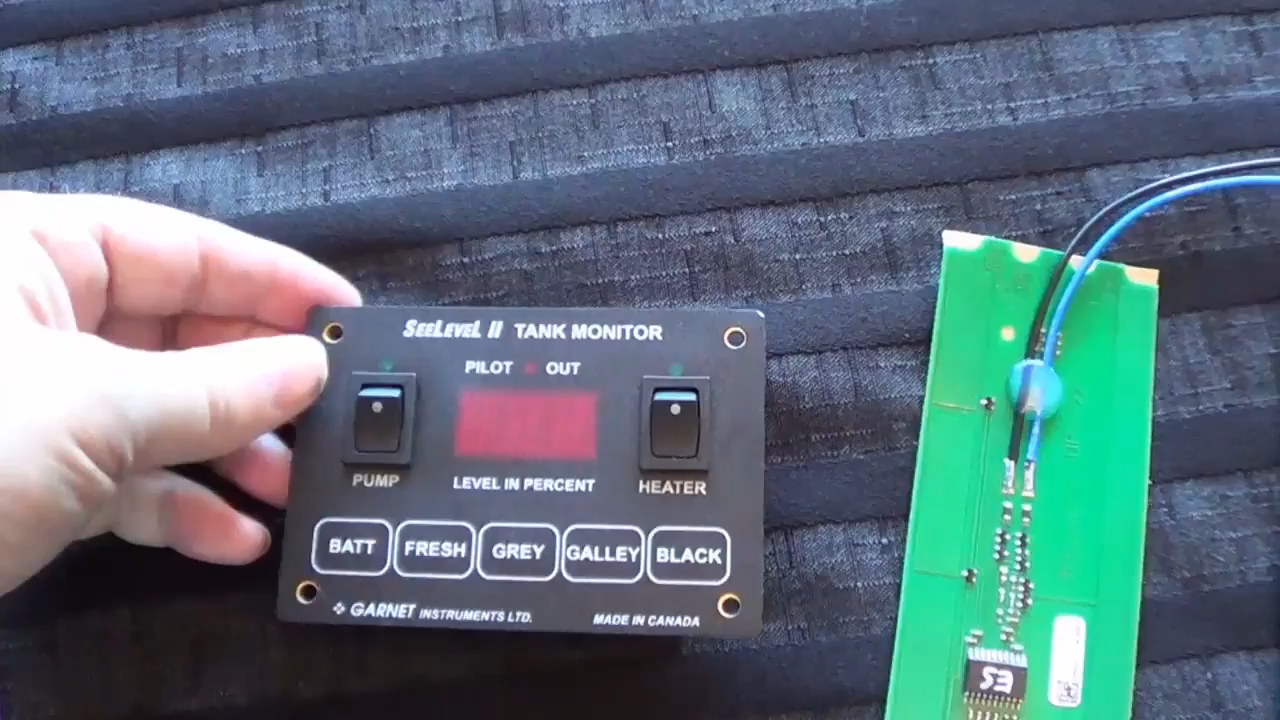 SEELEVEL II TANK MONITOR
PILOT OUT
PUMP
LEVEL IN PERCENT
HEATER
BATT
FRESH
GREY
GALLEY
BLACK
GARNET INSTRUMENTS LTD.
MADE IN CANADA
ES